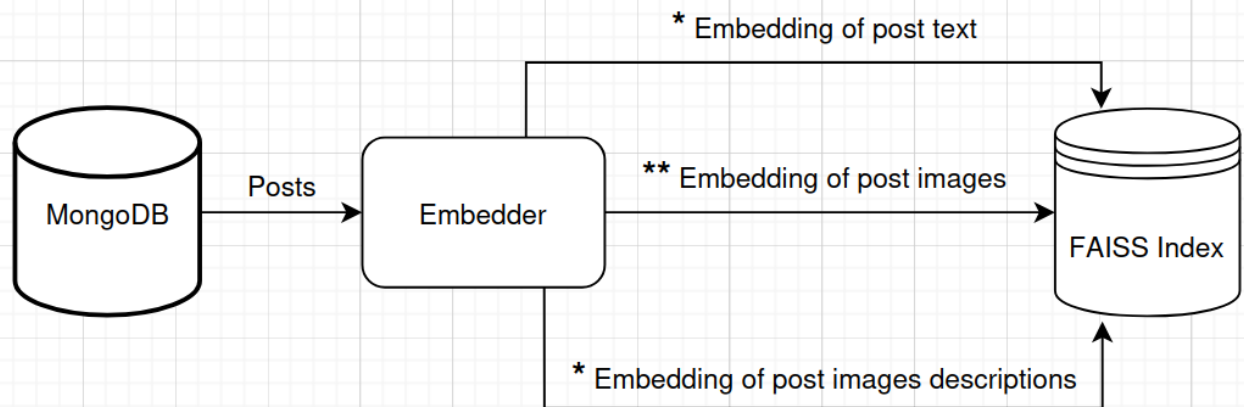 * Embedding of post text
** Embedding of post images
Posts
MongoDB
Embedder
FAISS Index
* Embedding of post images descriptions